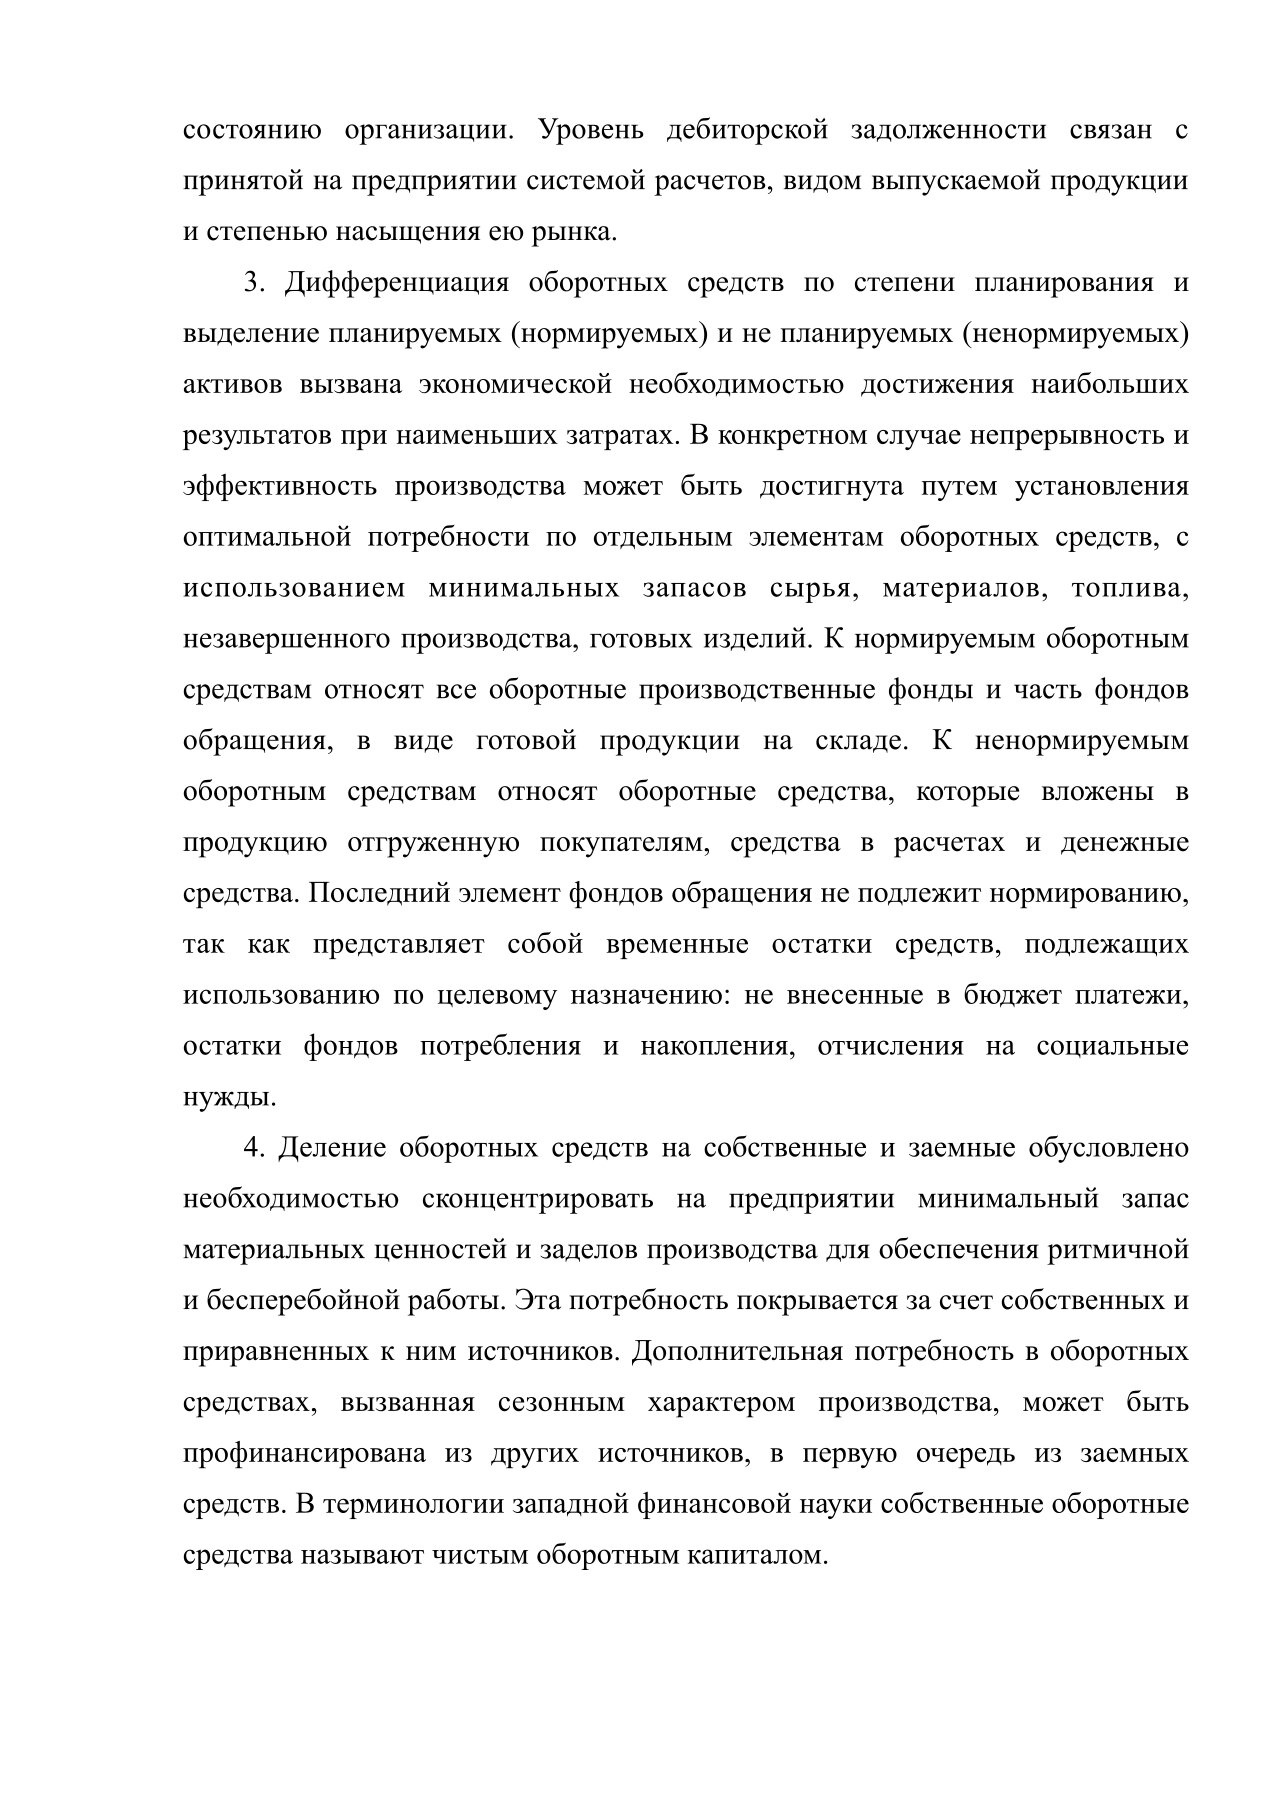 состоянию организации. Уровень дебиторской задолженности связан с
принятой на предприятии системой расчетов, видом выпускаемой продукции
и степенью насыщения ею рынка.
3. Дифференциация оборотных средств по степени планирования и
выделение планируемых (нормируемых) и не планируемых (ненормируемых)
активов вызвана экономической необходимостью достижения наибольших
результатов при наименьших затратах. В конкретном случае непрерывность и
эффективность производства может быть достигнута путем установления
оптимальной потребности по отдельным элементам оборотных средств, с
использованием минимальных запасов сырья, материалов, топлива,
незавершенного производства, готовых изделий. К нормируемым оборотным
средствам относят все оборотные производственные фонды и часть фондов
обращения, в виде готовой продукции на складе. К ненормируемым
оборотным средствам относят оборотные средства, которые вложены в
продукцию отгруженную покупателям, средства в расчетах и денежные
средства. Последний элемент фондов обращения не подлежит нормированию,
так как представляет собой временные остатки средств, подлежащих
использованию по целевому назначению: не внесенные в бюджет платежи,
остатки фондов потребления и накопления, отчисления на социальные
нужды.
4. Деление оборотных средств на собственные и заемные обусловлено
необходимостью сконцентрировать на предприятии минимальный запас
материальных ценностей и заделов производства для обеспечения ритмичной
и бесперебойной работы. Эта потребность покрывается за счет собственных и
приравненных к ним источников. Дополнительная потребность в оборотных
средствах, вызванная сезонным характером производства, может быть
профинансирована из других источников, в первую очередь из заемных
средств. В терминологии западной финансовой науки собственные оборотные
средства называют чистым оборотным капиталом.